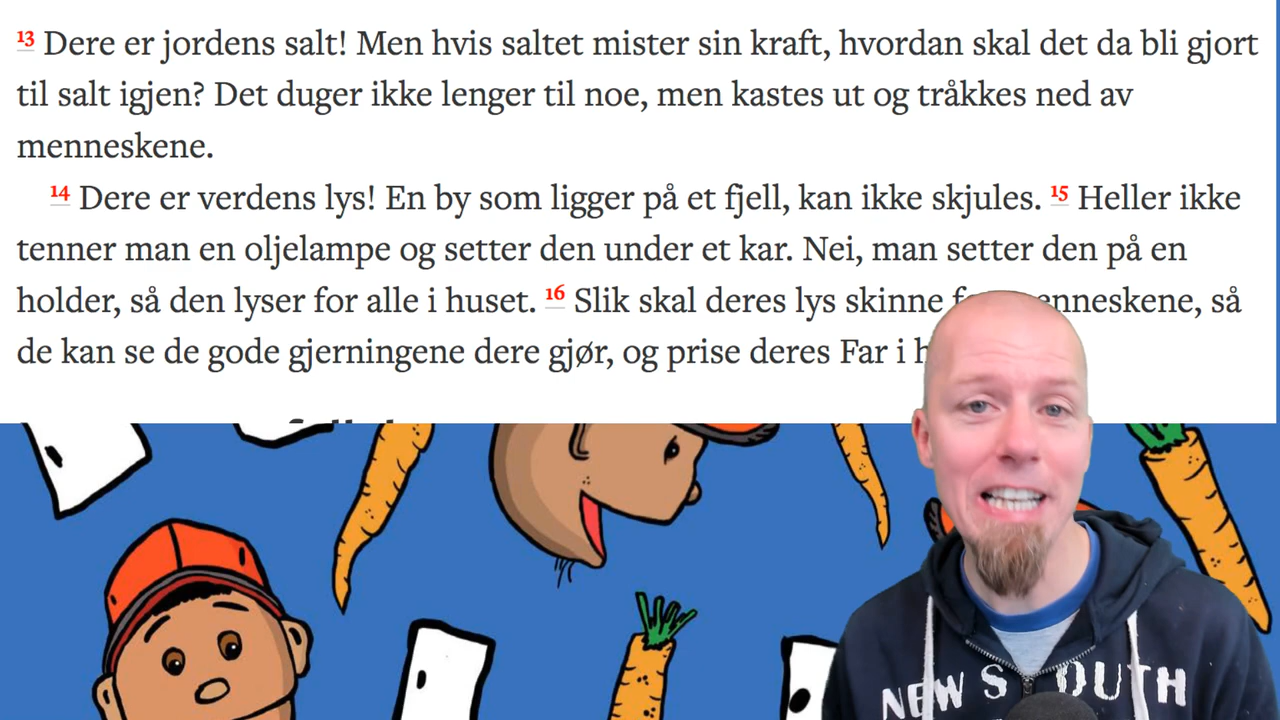 13 Dere er jordens salt! Men hvis saltet mister sin kraft, hvordan skal det da bli gjort
til salt igjen? Det duger ikke lenger til noe, men kastes ut og tråkkes ned av
menneskene.
14 Dere er verdens lys! En by som ligger på et fjell, kan ikke skjules. 15 Heller ikke
tenner man en oljelampe og setter den under et kar. Nei, man setter den på en
holder, så den lyser for alle i huset. 16 Slik skal deres lys skinne så
de kan se de gode gjerningene dere gjør, og prise deres Far i
NEW